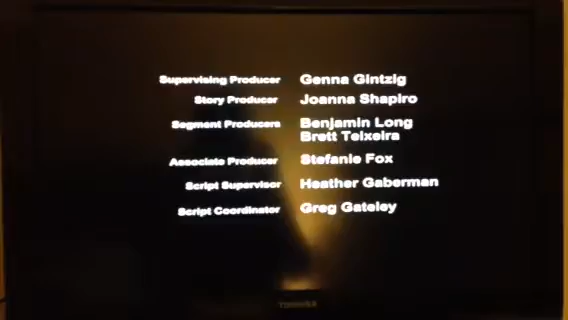 Supervising Producer Genna Gintzig
Story Producer Joanna Shapiro
Segment Producers Benjamin Long
Brett Teixeira
Associate Producer Stefanie Fox
Script Supervisor Heather Gaberman
Script Coordinator Greg Gateley
TOSHIBA